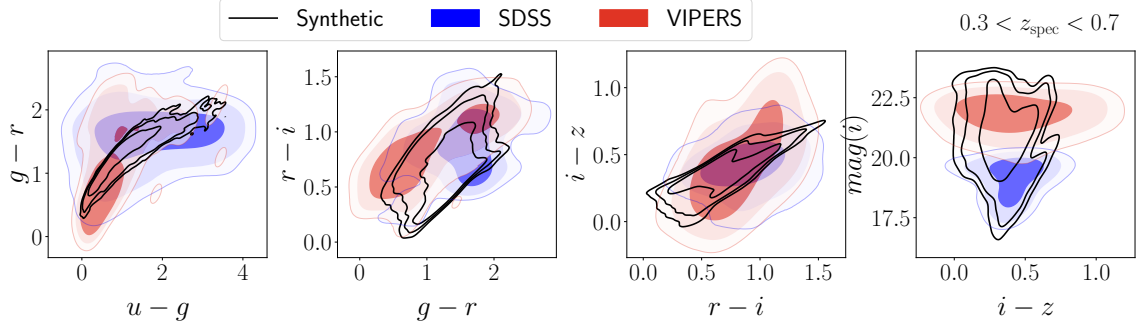 Synthetic SDSS VIPERS 0.3 < z_spec < 0.7
g − r
2
1
0
0 2 4
u − g
r − i
1.5
1.0
0.5
0.0
0 1 2
g − r
i − z
1.0
0.5
0.0
0.0 0.5 1.0 1.5
r − i
mag(i)
22.5
20.0
17.5
0.0 0.5 1.0
i − z